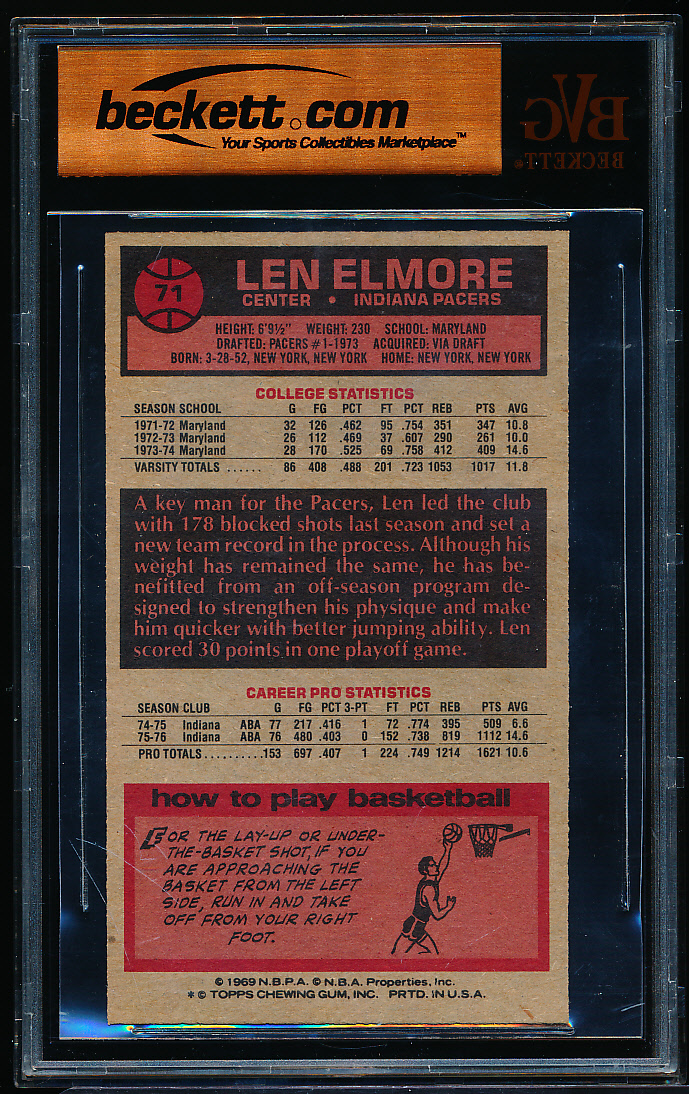 beckett.com
Your Sports Collectibles Marketplace™
BVG
BECKETT®
71
LEN ELMORE
CENTER • INDIANA PACERS
HEIGHT: 6'9½" WEIGHT: 230 SCHOOL: MARYLAND
DRAFTED: PACERS #1-1973 ACQUIRED: VIA DRAFT
BORN: 3-28-52, NEW YORK, NEW YORK HOME: NEW YORK, NEW YORK
COLLEGE STATISTICS
SEASON SCHOOL G FG PCT FT PCT REB PTS AVG
1971-72 Maryland 32 126 .462 95 .754 351 347 10.8
1972-73 Maryland 26 112 .469 37 .607 290 261 10.0
1973-74 Maryland 28 170 .525 69 .758 412 409 14.6
VARSITY TOTALS ...... 86 408 .488 201 .723 1053 1017 11.8
A key man for the Pacers, Len led the club
with 178 blocked shots last season and set a
new team record in the process. Although his
weight has remained the same, he has be-
nefitted from an off-season program de-
signed to strengthen his physique and make
him quicker with better jumping ability. Len
scored 30 points in one playoff game.
CAREER PRO STATISTICS
SEASON CLUB G FG PCT 3-PT FT PCT REB PTS AVG
74-75 Indiana ABA 77 217 .416 1 72 .774 395 509 6.6
75-76 Indiana ABA 76 480 .403 0 152 .738 819 1112 14.6
PRO TOTALS..........153 697 .407 1 224 .749 1214 1621 10.6
how to play basketball
FOR THE LAY-UP OR UNDER-
THE-BASKET SHOT, IF YOU
ARE APPROACHING THE
BASKET FROM THE LEFT
SIDE, RUN IN AND TAKE
OFF FROM YOUR RIGHT
FOOT.
© 1969 N.B.P.A. © N.B.A. Properties, Inc.
* © TOPPS CHEWING GUM, INC. PRTD. IN U.S.A.